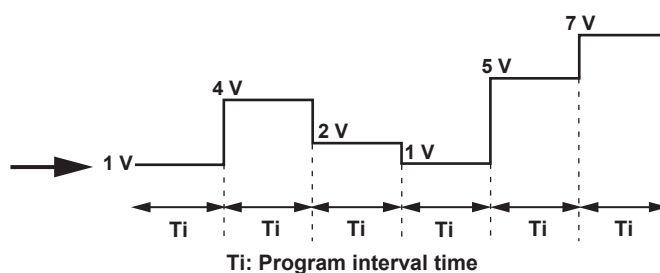 7 V
5 V
4 V
2 V
1 V
1 V
Ti Ti Ti Ti Ti Ti
Ti: Program interval time